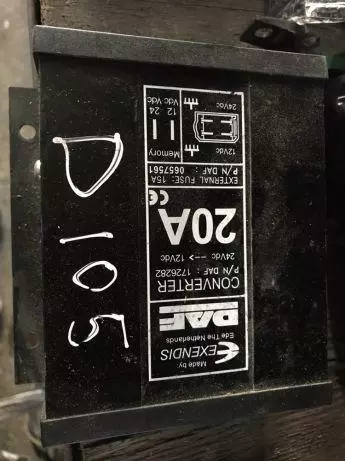 Made by:
EXENDIS
Ede The Netherlands
DAF
CONVERTER
P/N DAF : 1726282
24Vdc --> 12Vdc
20A
CE
EXTERNAL FUSE: 15A
P/N DAF : 0657561
Memory
12 24
Vdc Vdc
12Vdc
24Vdc
D105